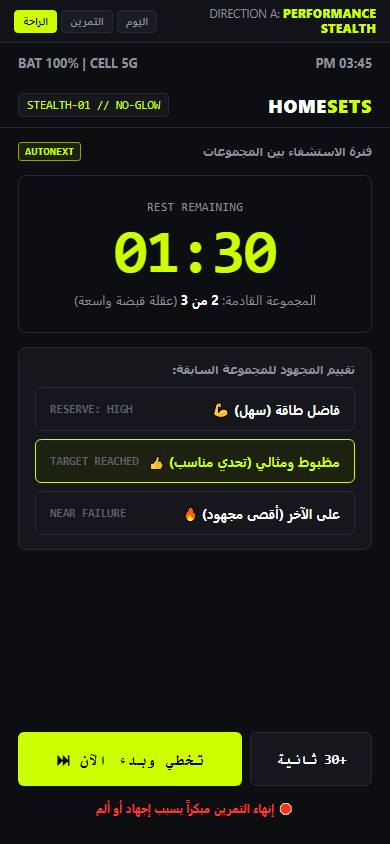 DIRECTION A: PERFORMANCE STEALTH
اليوم
التمرين
الراحة
03:45 PM
BAT 100% | CELL 5G
HOMESETS
STEALTH-01 // NO-GLOW
فترة الاستشفاء بين المجموعات
AUTONEXT
REST REMAINING
01:30
المجموعة القادمة: 2 من 3 (عقلة قبضة واسعة)
تقييم المجهود للمجموعة السابقة:
فاضل طاقة (سهل) 💪
RESERVE: HIGH
مظبوط ومثالي (تحدي مناسب) 👍
TARGET REACHED
على الآخر (أقصى مجهود) 🔥
NEAR FAILURE
+30 ثانية
تخطي وبدء الآن ⏭
🛑 إنهاء التمرين مبكراً بسبب إجهاد أو ألم